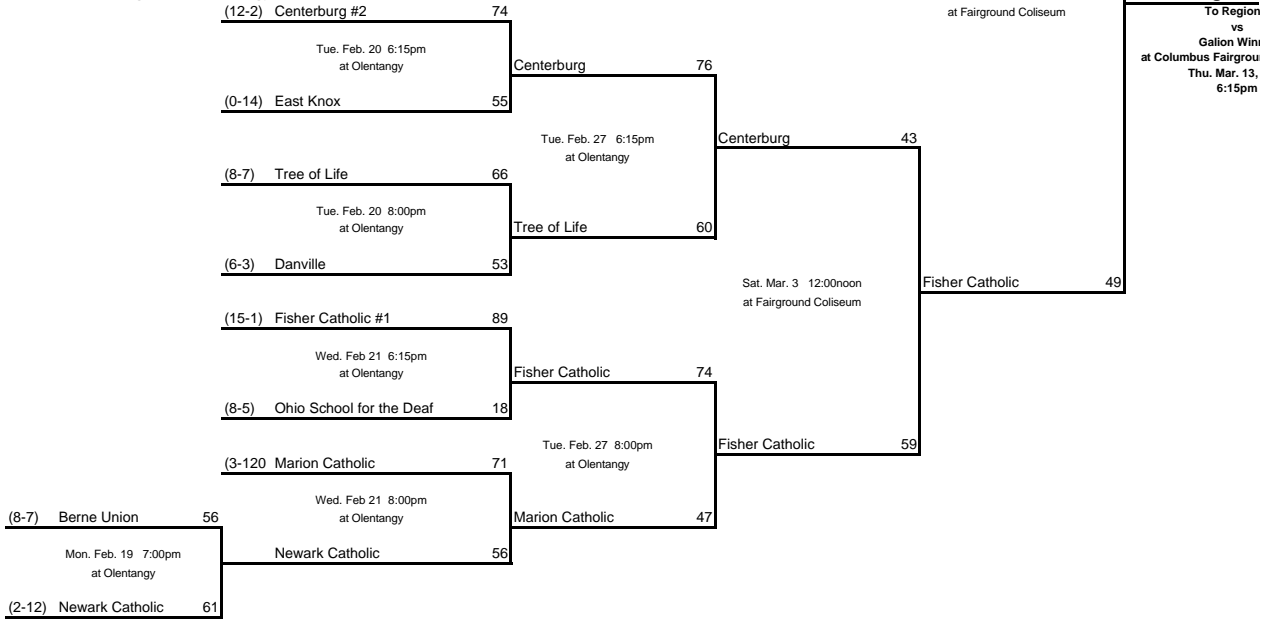 (12-2) Centerburg #2 74
at Fairground Coliseum
To Region
vs
Tue. Feb. 20 6:15pm
Galion
at Olentangy
Centerburg 76
at Columbus
Thu. Mar. 13,
6:15pm
(0-14) East Knox 55
Tue. Feb. 27 6:15pm
at Olentangy
Centerburg 43
(8-7) Tree of Life 66
Tue. Feb. 20 8:00pm
at Olentangy
Tree of Life 60
(6-3) Danville 53
Sat. Mar. 3 12:00noon
at Fairground Coliseum
Fisher Catholic 49
(15-1) Fisher Catholic #1 89
Wed. Feb 21 6:15pm
at Olentangy
Fisher Catholic 74
(8-5) Ohio School for the Deaf 18
Tue. Feb. 27 8:00pm
at Olentangy
Fisher Catholic 59
(3-120 Marion Catholic 71
Wed. Feb 21 8:00pm
at Olentangy
Marion Catholic 47
(8-7) Berne Union 56
Mon. Feb. 19 7:00pm
at Olentangy
Newark Catholic 56
(2-12) Newark Catholic 61